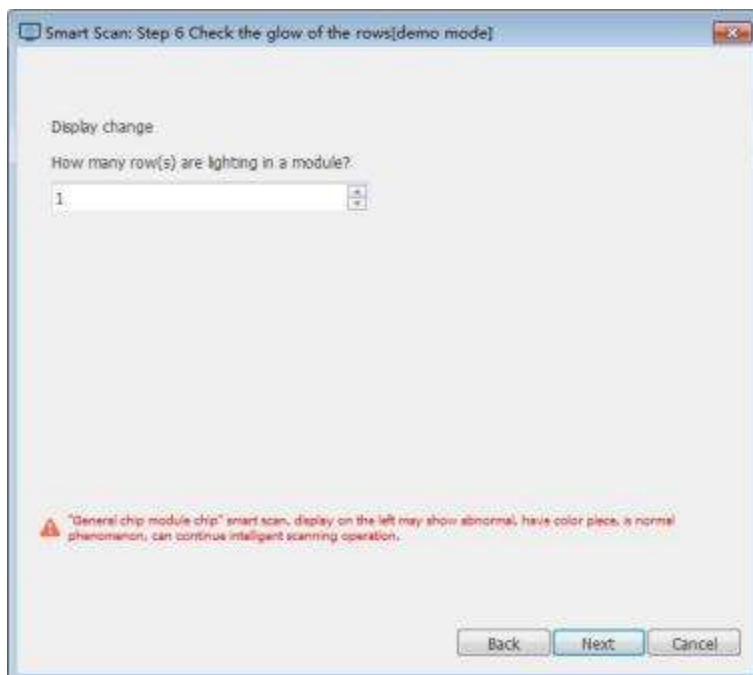 Smart Scan: Step 6 Check the glow of the rows[demo mode]
Display change
How many row(s) are lighting in a module?
1
"General chip module chip" smart scan, display on the left may show abnormal, have color piece, is normal
phenomenon, can continue intelligent scanning operation.
Back Next Cancel